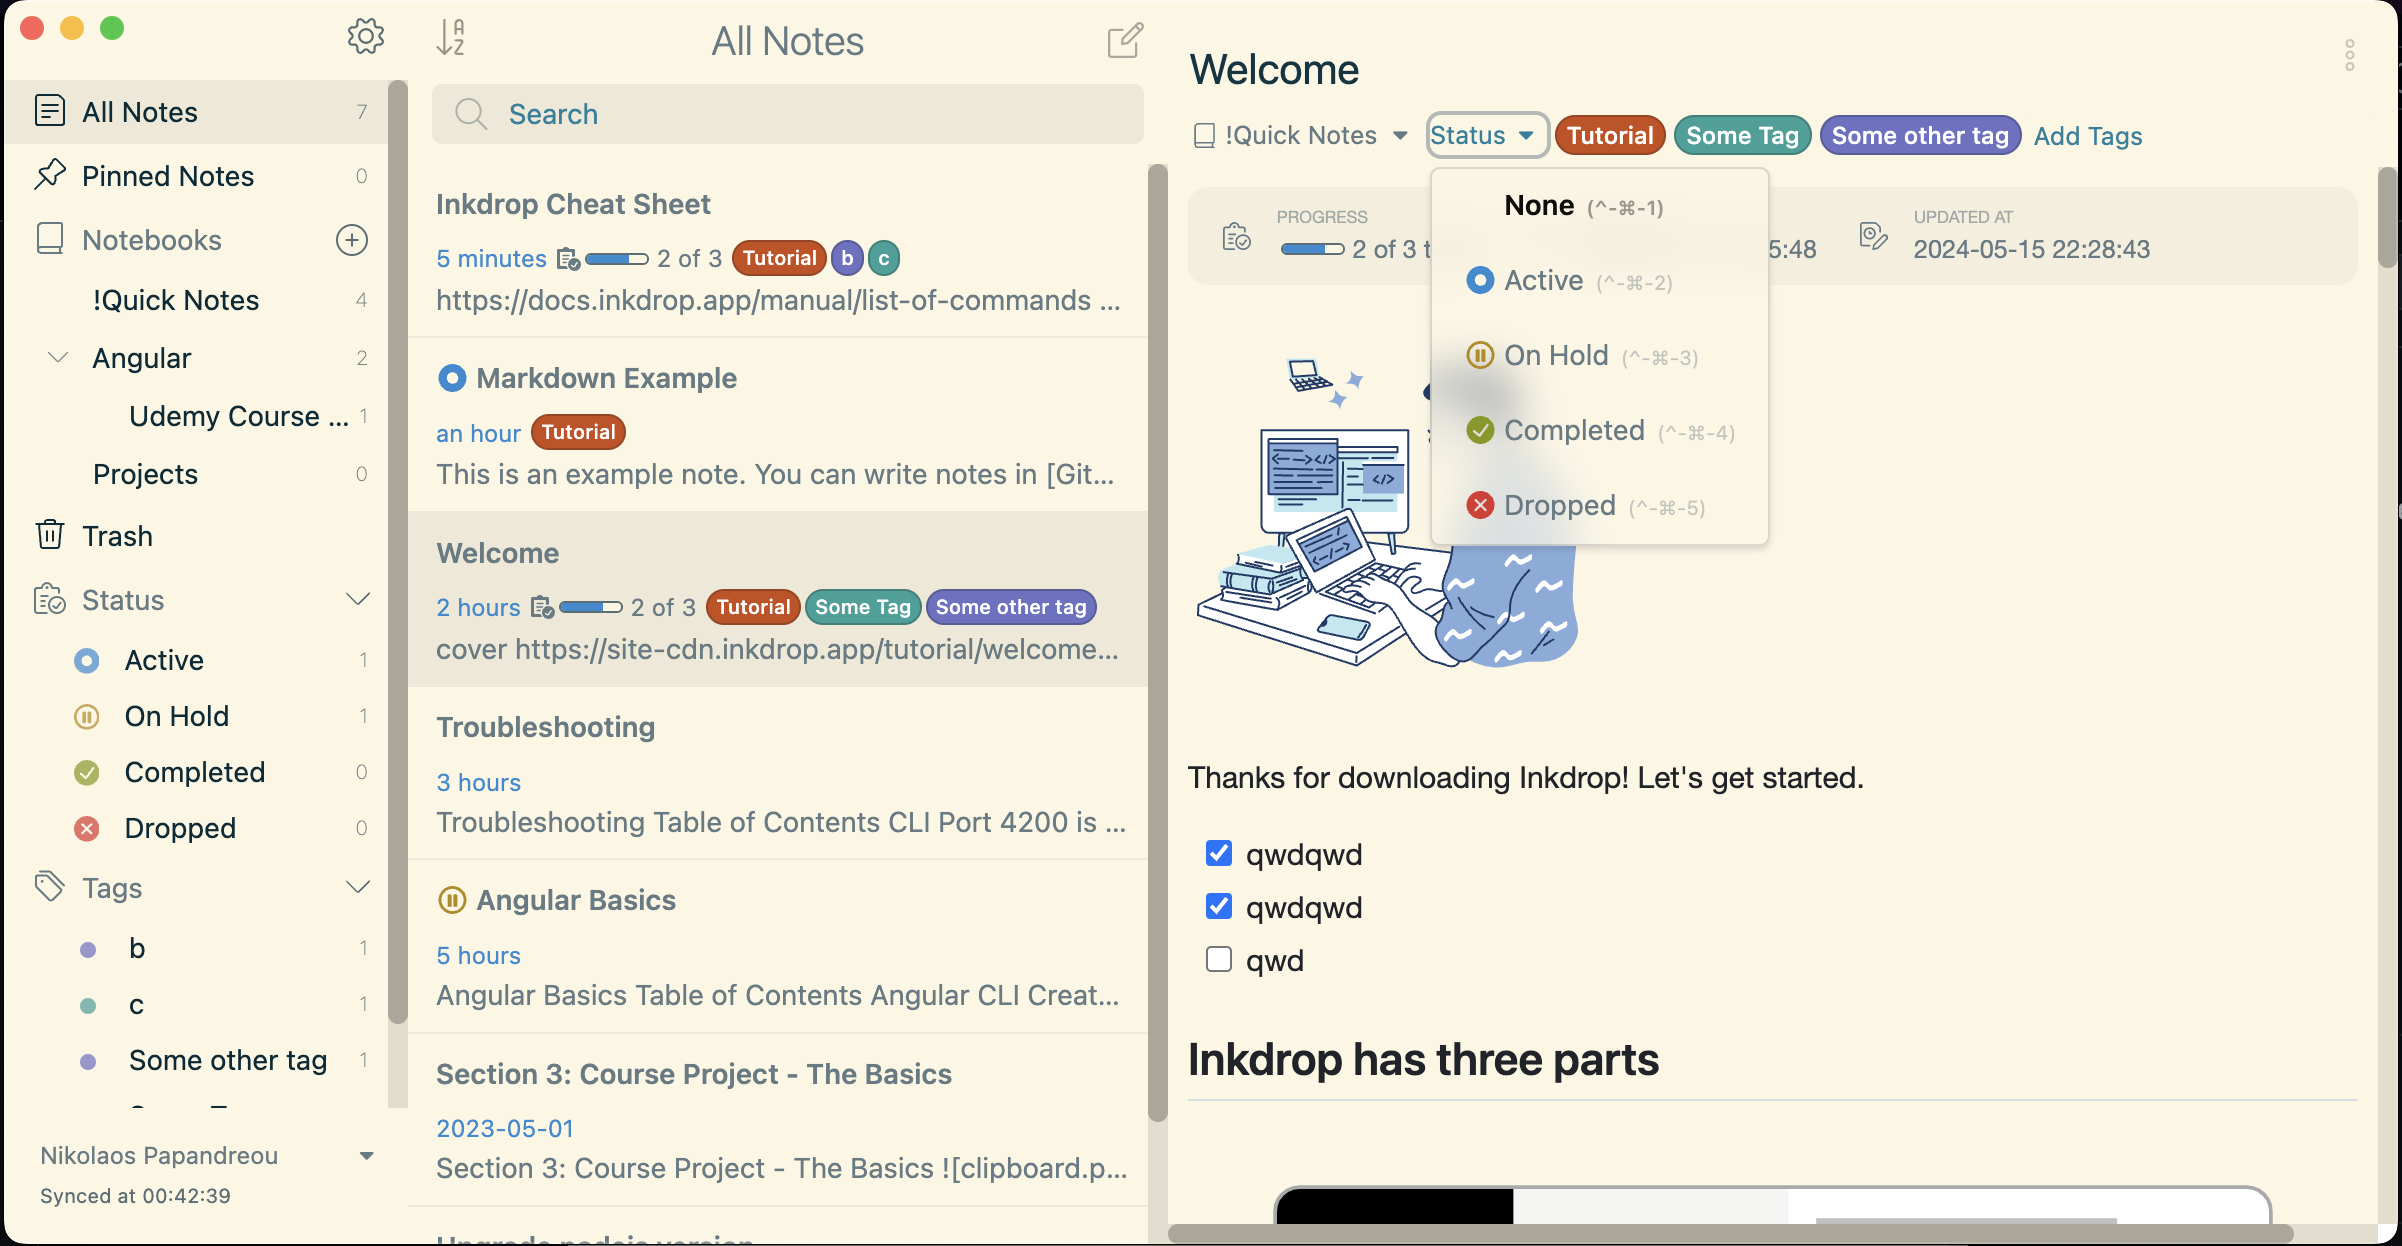 All Notes 7
Pinned Notes 0
Notebooks
!Quick Notes 4
Angular 2
Udemy Course ... 1
Projects 0
Trash
Status
Active 1
On Hold 1
Completed 0
Dropped 0
Tags
b 1
c 1
Some other tag 1
Nikolaos Papandreou
Synced at 00:42:39
All Notes
Search
Inkdrop Cheat Sheet
5 minutes 2 of 3 Tutorial b c
https://docs.inkdrop.app/manual/list-of-commands ...
Markdown Example
an hour Tutorial
This is an example note. You can write notes in [Git...
Welcome
2 hours 2 of 3 Tutorial Some Tag Some other tag
cover https://site-cdn.inkdrop.app/tutorial/welcome...
Troubleshooting
3 hours
Troubleshooting Table of Contents CLI Port 4200 is ...
Angular Basics
5 hours
Angular Basics Table of Contents Angular CLI Creat...
Section 3: Course Project - The Basics
2023-05-01
Section 3: Course Project - The Basics ![clipboard.p...
Upgrade nodejs version
Welcome
!Quick Notes Status Tutorial Some Tag Some other tag Add Tags
PROGRESS
2 of 3 t
5:48
UPDATED AT
2024-05-15 22:28:43
None (^-⌘-1)
Active (^-⌘-2)
On Hold (^-⌘-3)
Completed (^-⌘-4)
Dropped (^-⌘-5)
Thanks for downloading Inkdrop! Let's get started.
qwdqwd
qwdqwd
qwd
Inkdrop has three parts